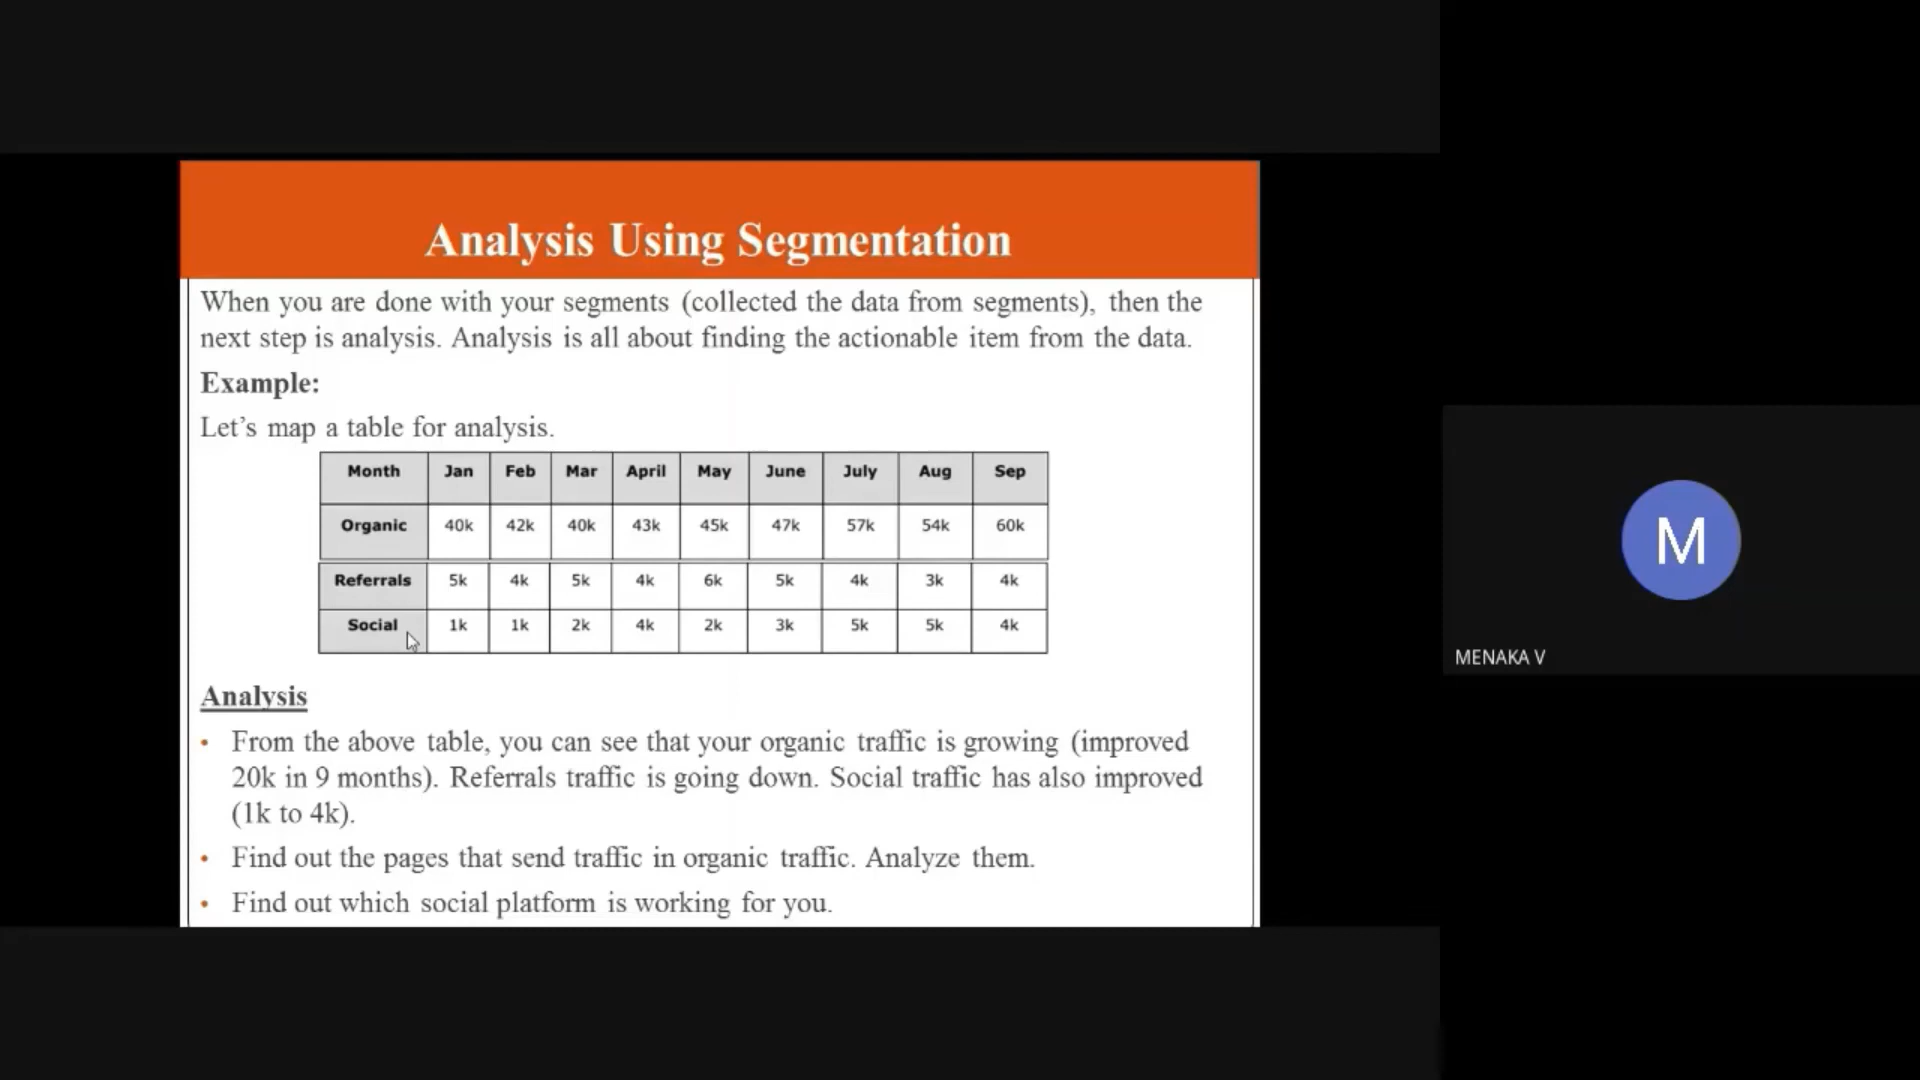 Analysis Using Segmentation
When you are done with your segments (collected the data from segments), then the
next step is analysis. Analysis is all about finding the actionable item from the data.
Example:
Let's map a table for analysis.
Month Jan Feb Mar April May June July Aug Sep
Organic 40k 42k 40k 43k 45k 47k 57k 54k 60k
Referrals 5k 4k 5k 4k 6k 5k 4k 3k 4k
Social 1k 1k 2k 4k 2k 3k 5k 5k 4k
Analysis
• From the above table, you can see that your organic traffic is growing (improved
20k in 9 months). Referrals traffic is going down. Social traffic has also improved
(1k to 4k).
• Find out the pages that send traffic in organic traffic. Analyze them.
• Find out which social platform is working for you.
M
MENAKA V